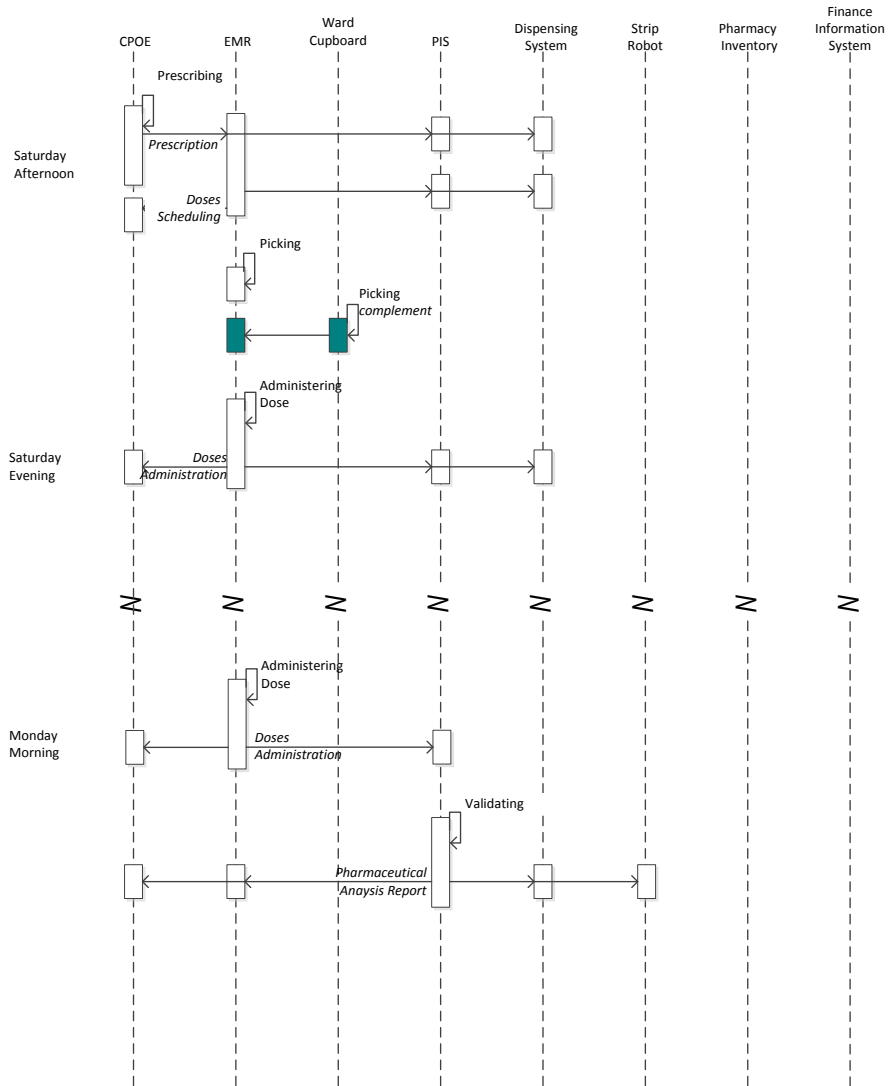 CPOE
EMR
Ward
Cupboard
PIS
Dispensing
System
Strip
Robot
Pharmacy
Inventory
Finance
Information
System
Prescribing
Prescription
Saturday
Afternoon
Doses
Scheduling
Picking
Picking
complement
Administering
Dose
Saturday
Evening
Doses
Administration
N N N N N N N N
Administering
Dose
Monday
Morning
Doses
Administration
Validating
Pharmaceutical
Anaysis Report